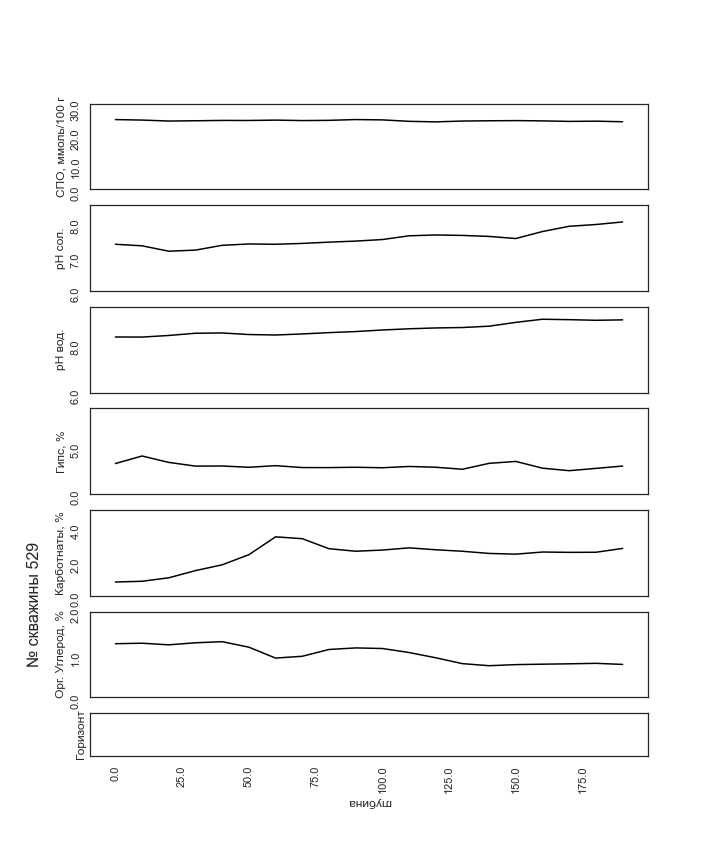 № скважины 529
Горизонт
Орг. Углерод, %
0.0 1.0 2.0
Карботнаты, %
0.0 2.0 4.0
Гипс, %
0.0 5.0
pH вод.
6.0 8.0
pH сол.
6.0 7.0 8.0
СПО, ммоль/100 г
0.0 10.0 20.0 30.0
глубина
0.0
25.0
50.0
75.0
100.0
125.0
150.0
175.0